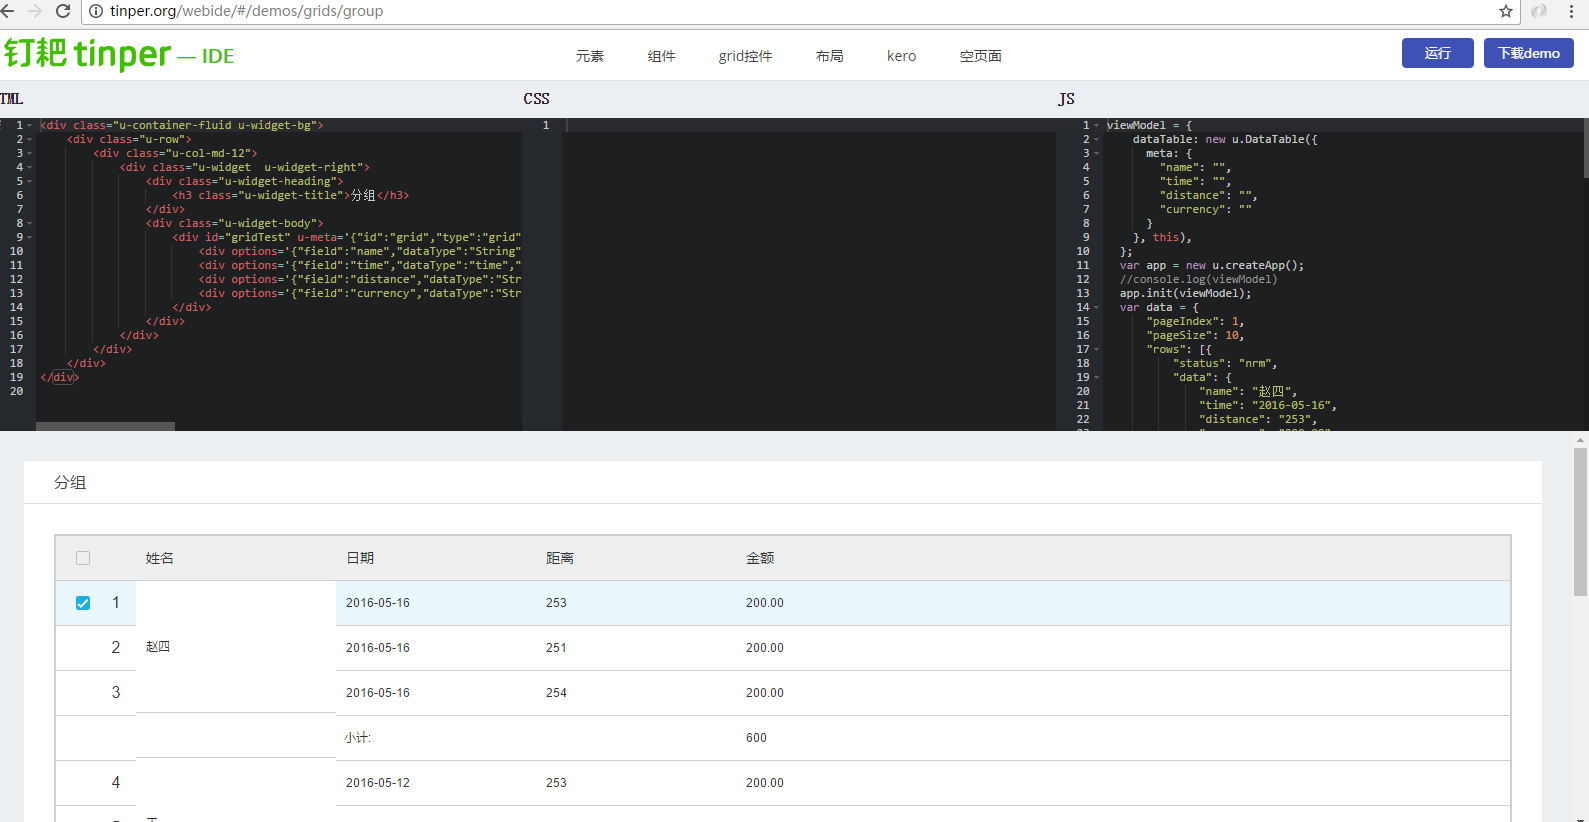 tinper.org/webide/#/demos/grids/group
钉耙 tinper — IDE
元素 组件 grid控件 布局 kero 空页面 运行 下载demo
TML CSS JS
1 <div class="u-container-fluid u-widget-bg">
2 <div class="u-row">
3 <div class="u-col-md-12">
4 <div class="u-widget  u-widget-right">
5 <div class="u-widget-heading">
6 <h3 class="u-widget-title">分组</h3>
7 </div>
8 <div class="u-widget-body">
9 <div id="gridTest" u-meta='{"id":"grid","type":"grid"
10 <div options='{"field":"name","dataType":"String"
11 <div options='{"field":"time","dataType":"time","
12 <div options='{"field":"distance","dataType":"Str
13 <div options='{"field":"currency","dataType":"Str
14 </div>
15 </div>
16 </div>
17 </div>
18 </div>
19 </div>
20
1
1 viewModel = {
2 dataTable: new u.DataTable({
3 meta: {
4 "name": "",
5 "time": "",
6 "distance": "",
7 "currency": ""
8 }
9 }, this),
10 };
11 var app = new u.createApp();
12 //console.log(viewModel)
13 app.init(viewModel);
14 var data = {
15 "pageIndex": 1,
16 "pageSize": 10,
17 "rows": [{
18 "status": "nrm",
19 "data": {
20 "name": "赵四",
21 "time": "2016-05-16",
22 "distance": "253",
分组
姓名 日期 距离 金额
1 2016-05-16 253 200.00
2 赵四 2016-05-16 251 200.00
3 2016-05-16 254 200.00
小计: 600
4 2016-05-12 253 200.00